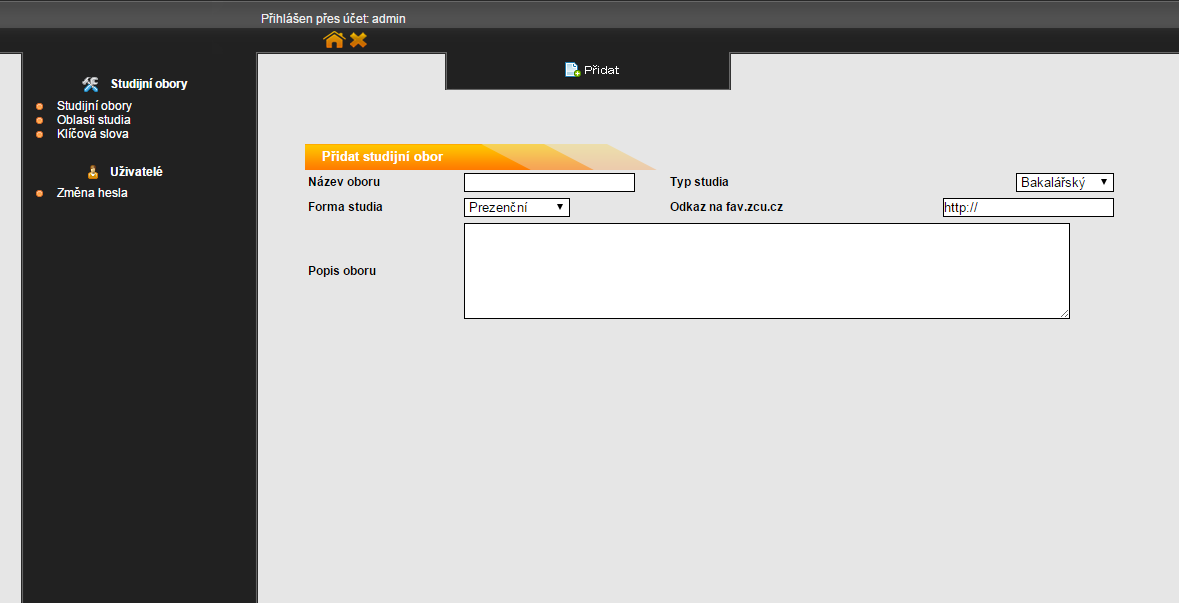 Přihlášen přes účet: admin
Přidat
Studijní obory
Studijní obory
Oblasti studia
Klíčová slova
Uživatelé
Změna hesla
Přidat studijní obor
Název oboru
Typ studia
Bakalářský
Forma studia
Prezenční
Odkaz na fav.zcu.cz
http://
Popis oboru